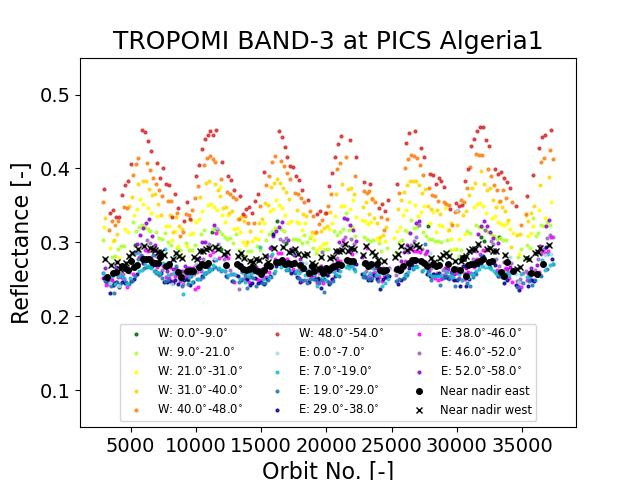 TROPOMI BAND-3 at PICS Algeria1
Reflectance [-]
0.5
0.4
0.3
0.2
0.1
W: 0.0°-9.0°
W: 9.0°-21.0°
W: 21.0°-31.0°
W: 31.0°-40.0°
W: 40.0°-48.0°
W: 48.0°-54.0°
E: 0.0°-7.0°
E: 7.0°-19.0°
E: 19.0°-29.0°
E: 29.0°-38.0°
E: 38.0°-46.0°
E: 46.0°-52.0°
E: 52.0°-58.0°
Near nadir east
Near nadir west
5000 10000 15000 20000 25000 30000 35000
Orbit No. [-]